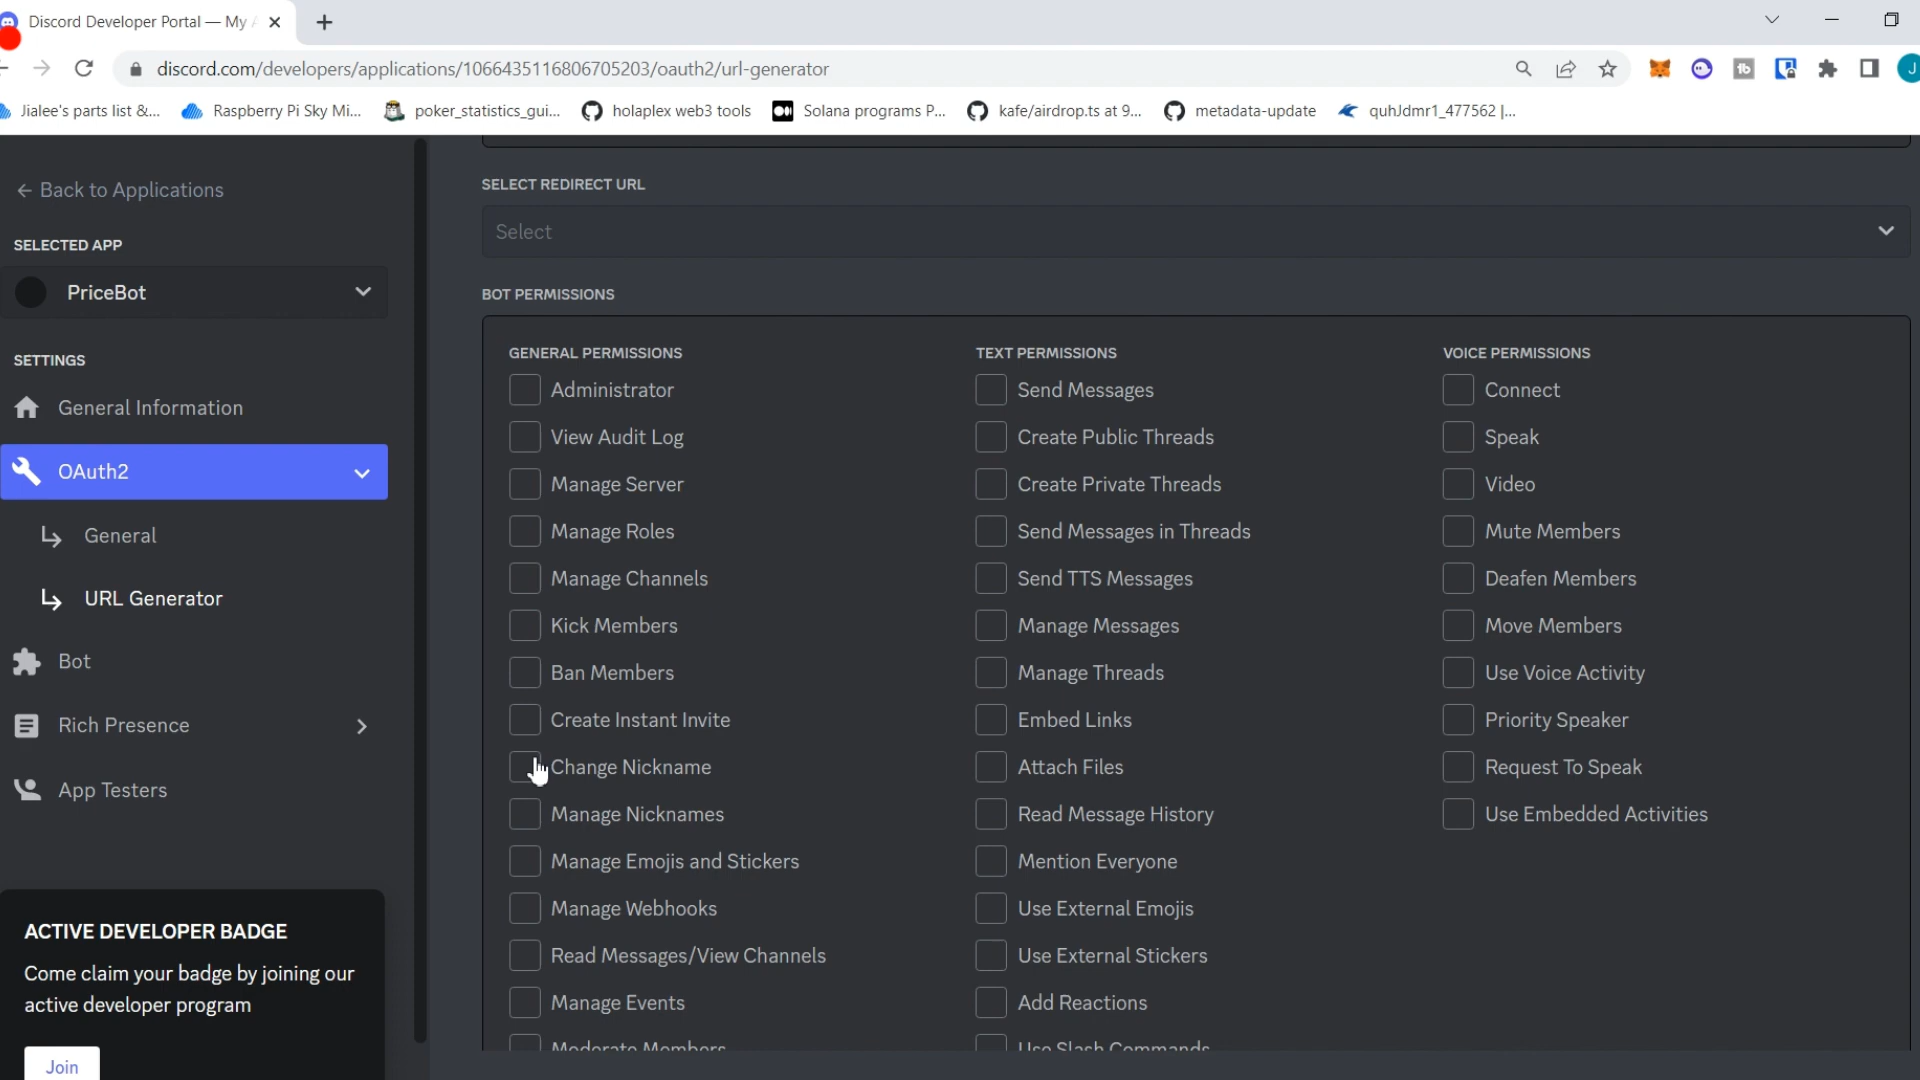 Discord Developer Portal — My A
discord.com/developers/applications/1066435116806705203/oauth2/url-generator
Jialee's parts list &...
Raspberry Pi Sky Mi...
poker_statistics_gui...
holaplex web3 tools
Solana programs P...
kafe/airdrop.ts at 9...
metadata-update
quhJdmr1_477562 |...
← Back to Applications
SELECTED APP
PriceBot
SETTINGS
General Information
OAuth2
General
URL Generator
Bot
Rich Presence
App Testers
ACTIVE DEVELOPER BADGE
Come claim your badge by joining our
active developer program
Join
SELECT REDIRECT URL
Select
BOT PERMISSIONS
GENERAL PERMISSIONS
Administrator
View Audit Log
Manage Server
Manage Roles
Manage Channels
Kick Members
Ban Members
Create Instant Invite
Change Nickname
Manage Nicknames
Manage Emojis and Stickers
Manage Webhooks
Read Messages/View Channels
Manage Events
Moderate Members
TEXT PERMISSIONS
Send Messages
Create Public Threads
Create Private Threads
Send Messages in Threads
Send TTS Messages
Manage Messages
Manage Threads
Embed Links
Attach Files
Read Message History
Mention Everyone
Use External Emojis
Use External Stickers
Add Reactions
Use Slash Commands
VOICE PERMISSIONS
Connect
Speak
Video
Mute Members
Deafen Members
Move Members
Use Voice Activity
Priority Speaker
Request To Speak
Use Embedded Activities